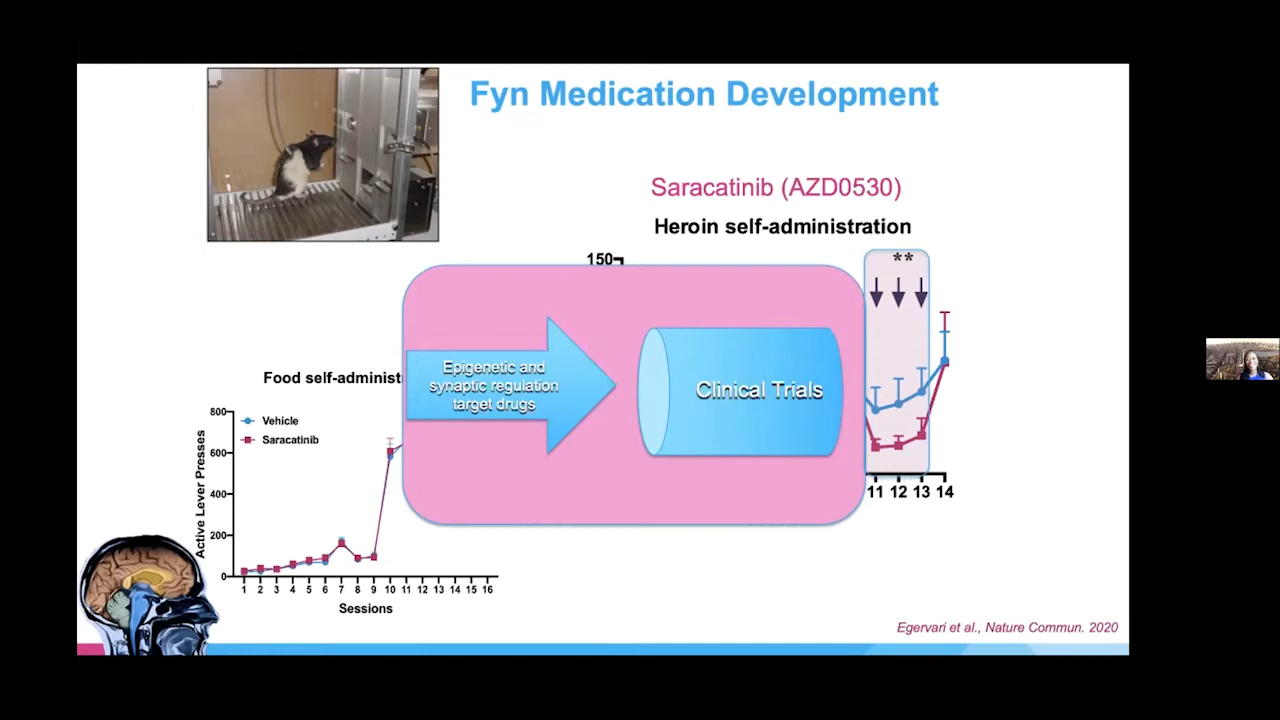 Fyn Medication Development
Saracatinib (AZD0530)
Heroin self-administration
150
**
Epigenetic and
synaptic regulation
target drugs
Clinical Trials
11 12 13 14
Food self-administ
Vehicle
Saracatinib
Active Lever Presses
800
600
400
200
0
1 2 3 4 5 6 7 8 9 10 11 12 13 14 15 16
Sessions
Egervari et al., Nature Commun. 2020